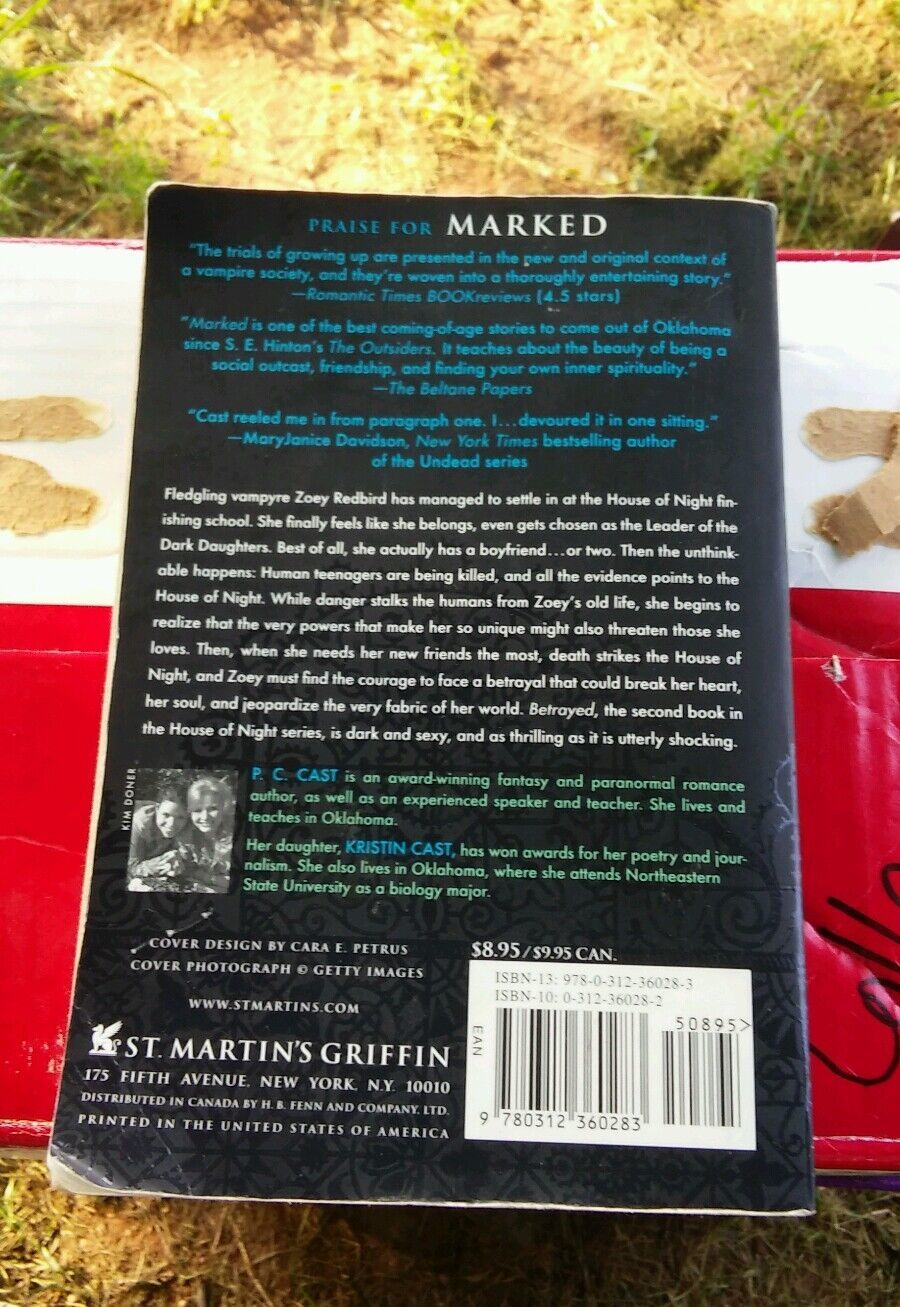 PRAISE FOR MARKED
"The trials of growing up are presented in the new and original context of
a vampire society, and they're woven into a thoroughly entertaining story."
—Romantic Times BOOKreviews (4.5 stars)
"Marked is one of the best coming-of-age stories to come out of Oklahoma
since S. E. Hinton's The Outsiders. It teaches about the beauty of being a
social outcast, friendship, and finding your own inner spirituality."
—The Beltane Papers
"Cast reeled me in from paragraph one. I...devoured it in one sitting."
—MaryJanice Davidson, New York Times bestselling author
of the Undead series
Fledgling vampyre Zoey Redbird has managed to settle in at the House of Night fin-
ishing school. She finally feels like she belongs, even gets chosen as the Leader of the
Dark Daughters. Best of all, she actually has a boyfriend...or two. Then the unthink-
able happens: Human teenagers are being killed, and all the evidence points to the
House of Night. While danger stalks the humans from Zoey's old life, she begins to
realize that the very powers that make her so unique might also threaten those she
loves. Then, when she needs her new friends the most, death strikes the House of
Night, and Zoey must find the courage to face a betrayal that could break her heart,
her soul, and jeopardize the very fabric of her world. Betrayed, the second book in
the House of Night series, is dark and sexy, and as thrilling as it is utterly shocking.
KIM DONER
P. C. CAST is an award-winning fantasy and paranormal romance
author, as well as an experienced speaker and teacher. She lives and
teaches in Oklahoma.
Her daughter, KRISTIN CAST, has won awards for her poetry and jour-
nalism. She also lives in Oklahoma, where she attends Northeastern
State University as a biology major.
COVER DESIGN BY CARA E. PETRUS
COVER PHOTOGRAPH © GETTY IMAGES
WWW.STMARTINS.COM
ST. MARTIN'S GRIFFIN
175 FIFTH AVENUE, NEW YORK, N.Y. 10010
DISTRIBUTED IN CANADA BY H. B. FENN AND COMPANY, LTD.
PRINTED IN THE UNITED STATES OF AMERICA
$8.95/$9.95 CAN.
ISBN-13: 978-0-312-36028-3
ISBN-10: 0-312-36028-2
50895>
EAN
9 780312 360283